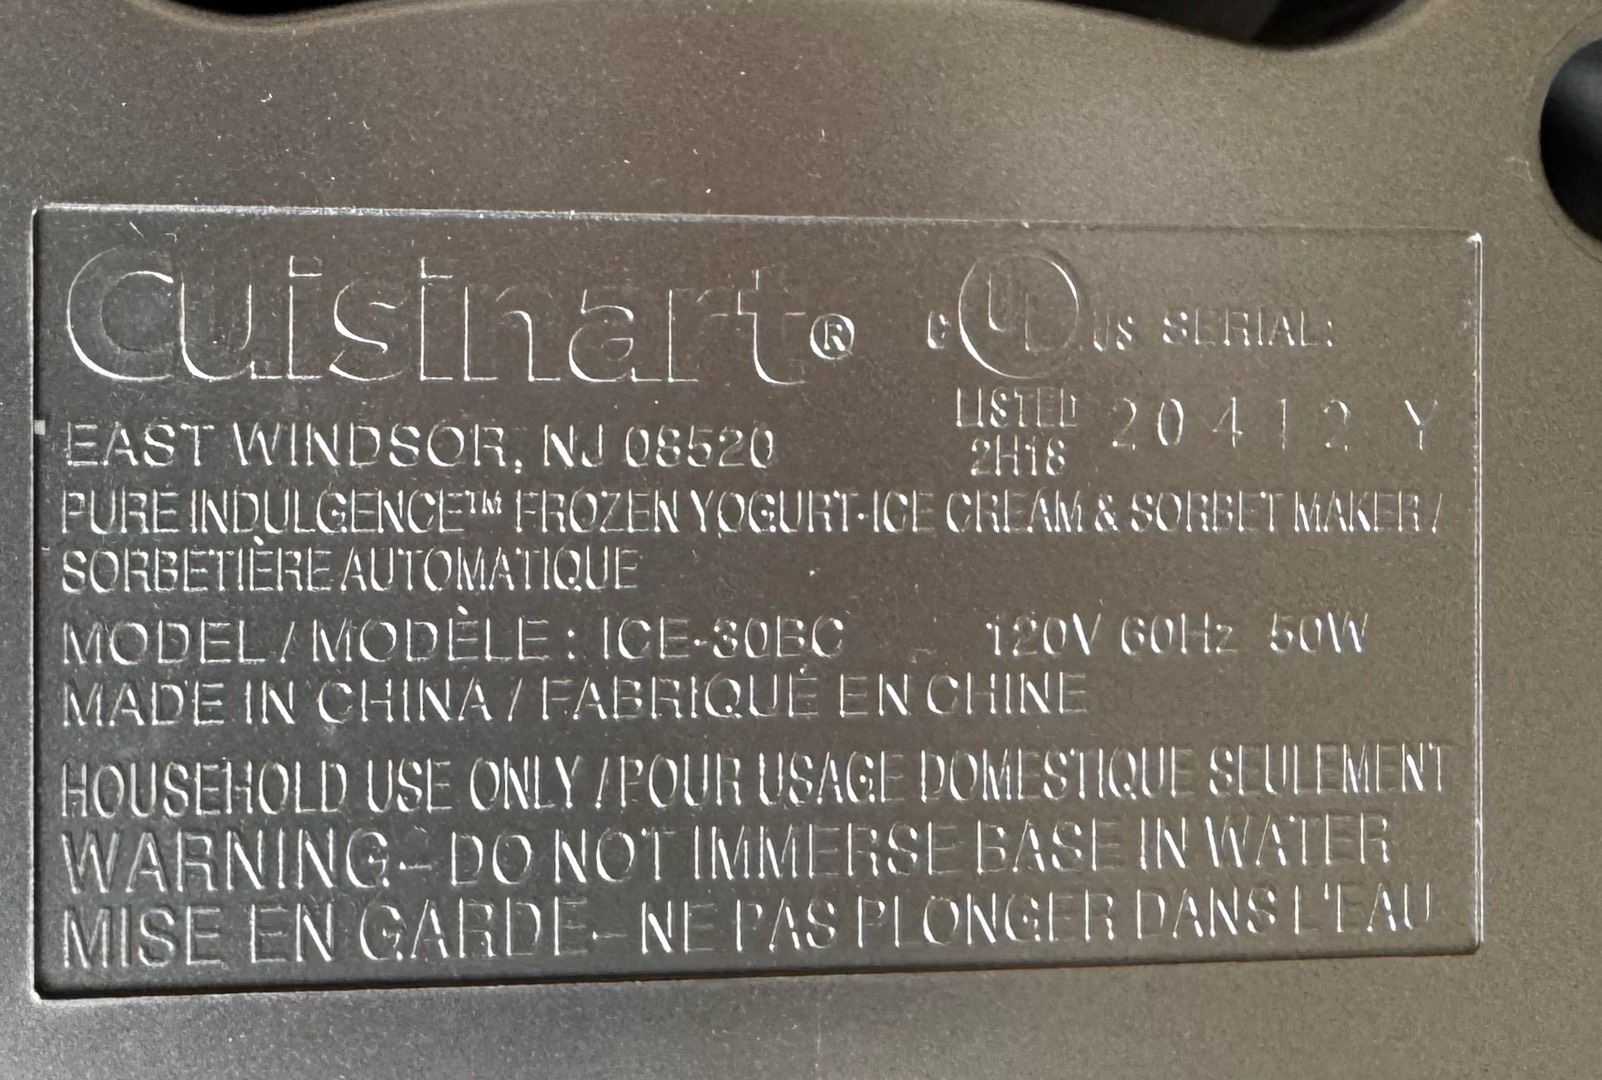 Cuisinart® C UL US SERIAL:
EAST WINDSOR, NJ 08520 LISTED 20412 Y
2H18
PURE INDULGENCE™ FROZEN YOGURT-ICE CREAM & SORBET MAKER /
SORBETIÈRE AUTOMATIQUE
MODEL / MODÈLE : ICE-30BC 120V 60Hz 50W
MADE IN CHINA / FABRIQUÉ EN CHINE
HOUSEHOLD USE ONLY / POUR USAGE DOMESTIQUE SEULEMENT
WARNING – DO NOT IMMERSE BASE IN WATER
MISE EN GARDE – NE PAS PLONGER DANS L'EAU